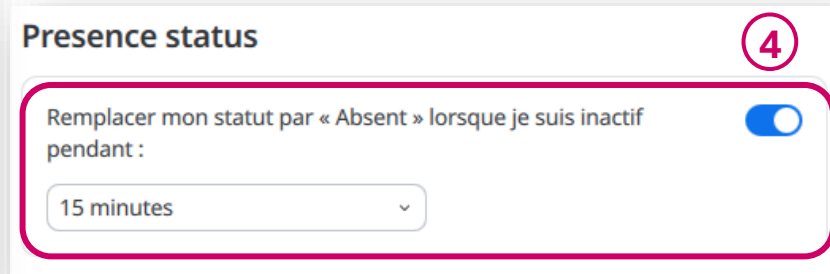 Presence status
4
Remplacer mon statut par « Absent » lorsque je suis inactif
pendant :
15 minutes